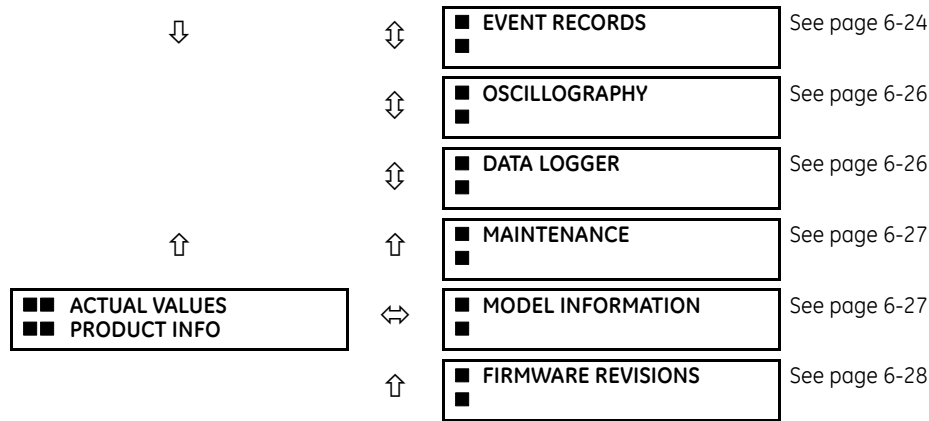 ■ EVENT RECORDS
■
See page 6-24
■ OSCILLOGRAPHY
■
See page 6-26
■ DATA LOGGER
■
See page 6-26
■ MAINTENANCE
■
See page 6-27
■■ ACTUAL VALUES
■■ PRODUCT INFO
■ MODEL INFORMATION
■
See page 6-27
■ FIRMWARE REVISIONS
■
See page 6-28